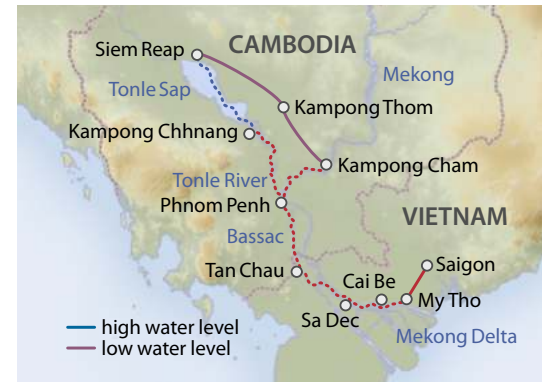 Siem Reap
CAMBODIA
Tonle Sap
Mekong
Kampong Thom
Kampong Chhnang
Kampong Cham
Tonle River
Phnom Penh
VIETNAM
Bassac
Tan Chau
Saigon
Cai Be
My Tho
Sa Dec
high water level
Mekong Delta
low water level